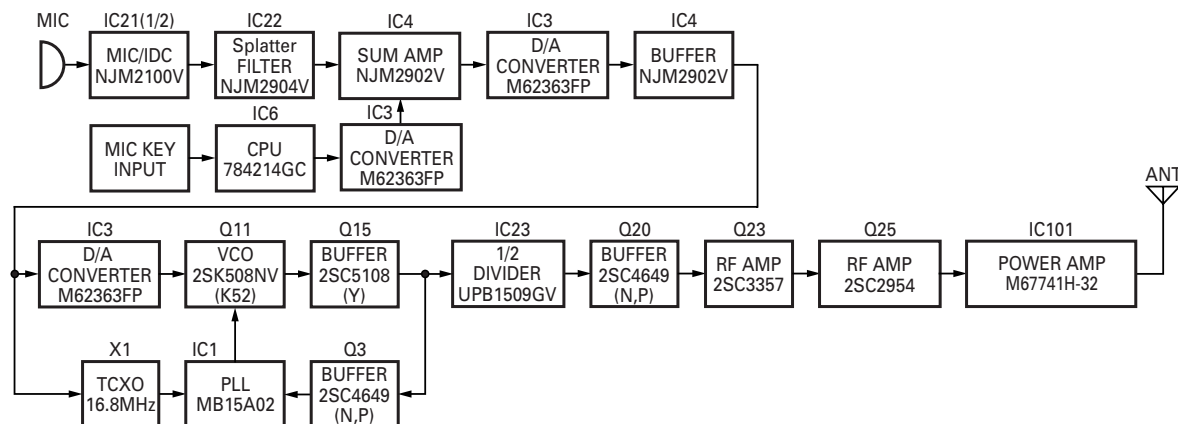 MIC
IC21(1/2)
MIC/IDC
NJM2100V
IC22
Splatter
FILTER
NJM2904V
IC4
SUM AMP
NJM2902V
IC3
D/A
CONVERTER
M62363FP
IC4
BUFFER
NJM2902V
MIC KEY
INPUT
IC6
CPU
784214GC
IC3
D/A
CONVERTER
M62363FP
ANT
IC3
D/A
CONVERTER
M62363FP
Q11
VCO
2SK508NV
(K52)
Q15
BUFFER
2SC5108
(Y)
IC23
1/2
DIVIDER
UPB1509GV
Q20
BUFFER
2SC4649
(N,P)
Q23
RF AMP
2SC3357
Q25
RF AMP
2SC2954
IC101
POWER AMP
M67741H-32
X1
TCXO
16.8MHz
IC1
PLL
MB15A02
Q3
BUFFER
2SC4649
(N,P)